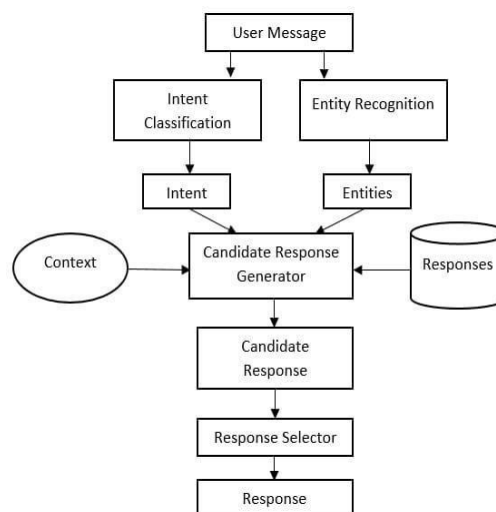 User Message
Intent
Classification
Entity Recognition
Intent
Entities
Context
Candidate Response
Generator
Responses
Candidate
Response
Response Selector
Response